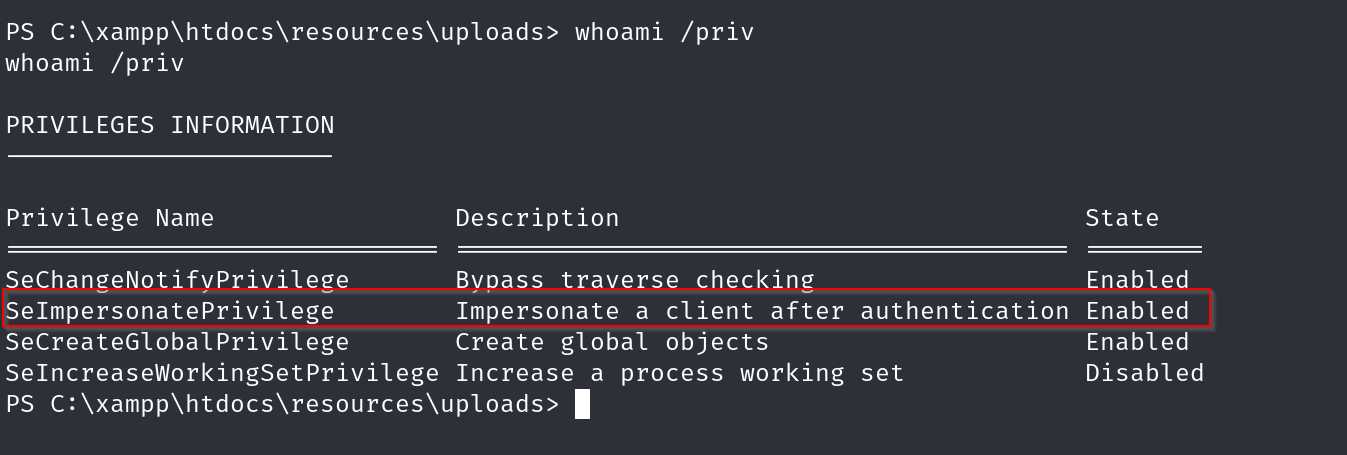 PS C:\xampp\htdocs\resources\uploads> whoami /priv
whoami /priv
PRIVILEGES INFORMATION
Privilege Name Description State
SeChangeNotifyPrivilege Bypass traverse checking Enabled
SeImpersonatePrivilege Impersonate a client after authentication Enabled
SeCreateGlobalPrivilege Create global objects Enabled
SeIncreaseWorkingSetPrivilege Increase a process working set Disabled
PS C:\xampp\htdocs\resources\uploads>